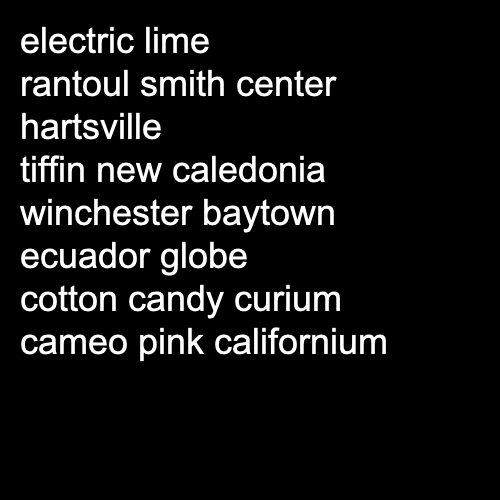 electric lime
rantoul smith center
hartsville
tiffin new caledonia
winchester baytown
ecuador globe
cotton candy curium
cameo pink californium